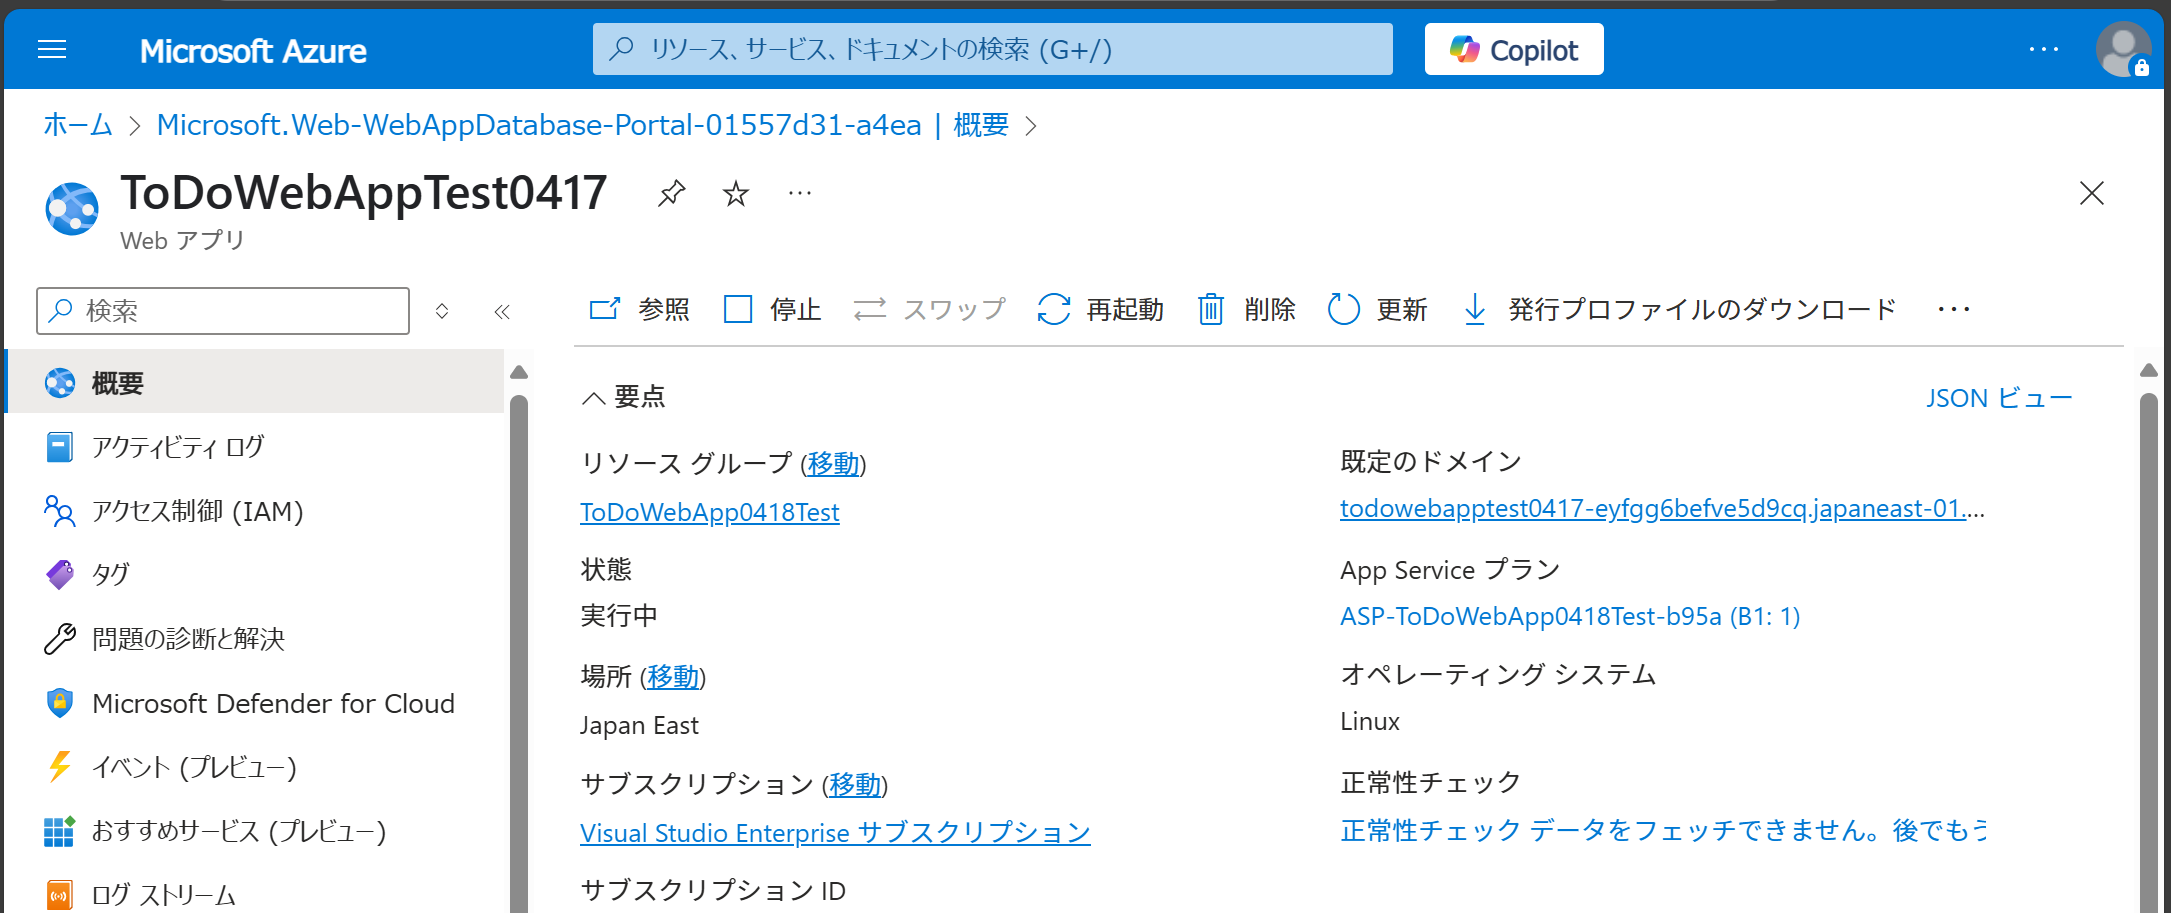 Microsoft Azure
リソース、サービス、ドキュメントの検索 (G+/)
Copilot
ホーム > Microsoft.Web-WebAppDatabase-Portal-01557d31-a4ea | 概要 >
ToDoWebAppTest0417
Web アプリ
検索
参照 停止 スワップ 再起動 削除 更新 発行プロファイルのダウンロード
概要
アクティビティ ログ
アクセス制御 (IAM)
タグ
問題の診断と解決
Microsoft Defender for Cloud
イベント (プレビュー)
おすすめサービス (プレビュー)
ログ ストリーム
要点
JSON ビュー
リソース グループ (移動)
ToDoWebApp0418Test
状態
実行中
場所 (移動)
Japan East
サブスクリプション (移動)
Visual Studio Enterprise サブスクリプション
サブスクリプション ID
既定のドメイン
todowebapptest0417-eyfgg6befve5d9cq.japaneast-01....
App Service プラン
ASP-ToDoWebApp0418Test-b95a (B1: 1)
オペレーティング システム
Linux
正常性チェック
正常性チェック データをフェッチできません。後でもう